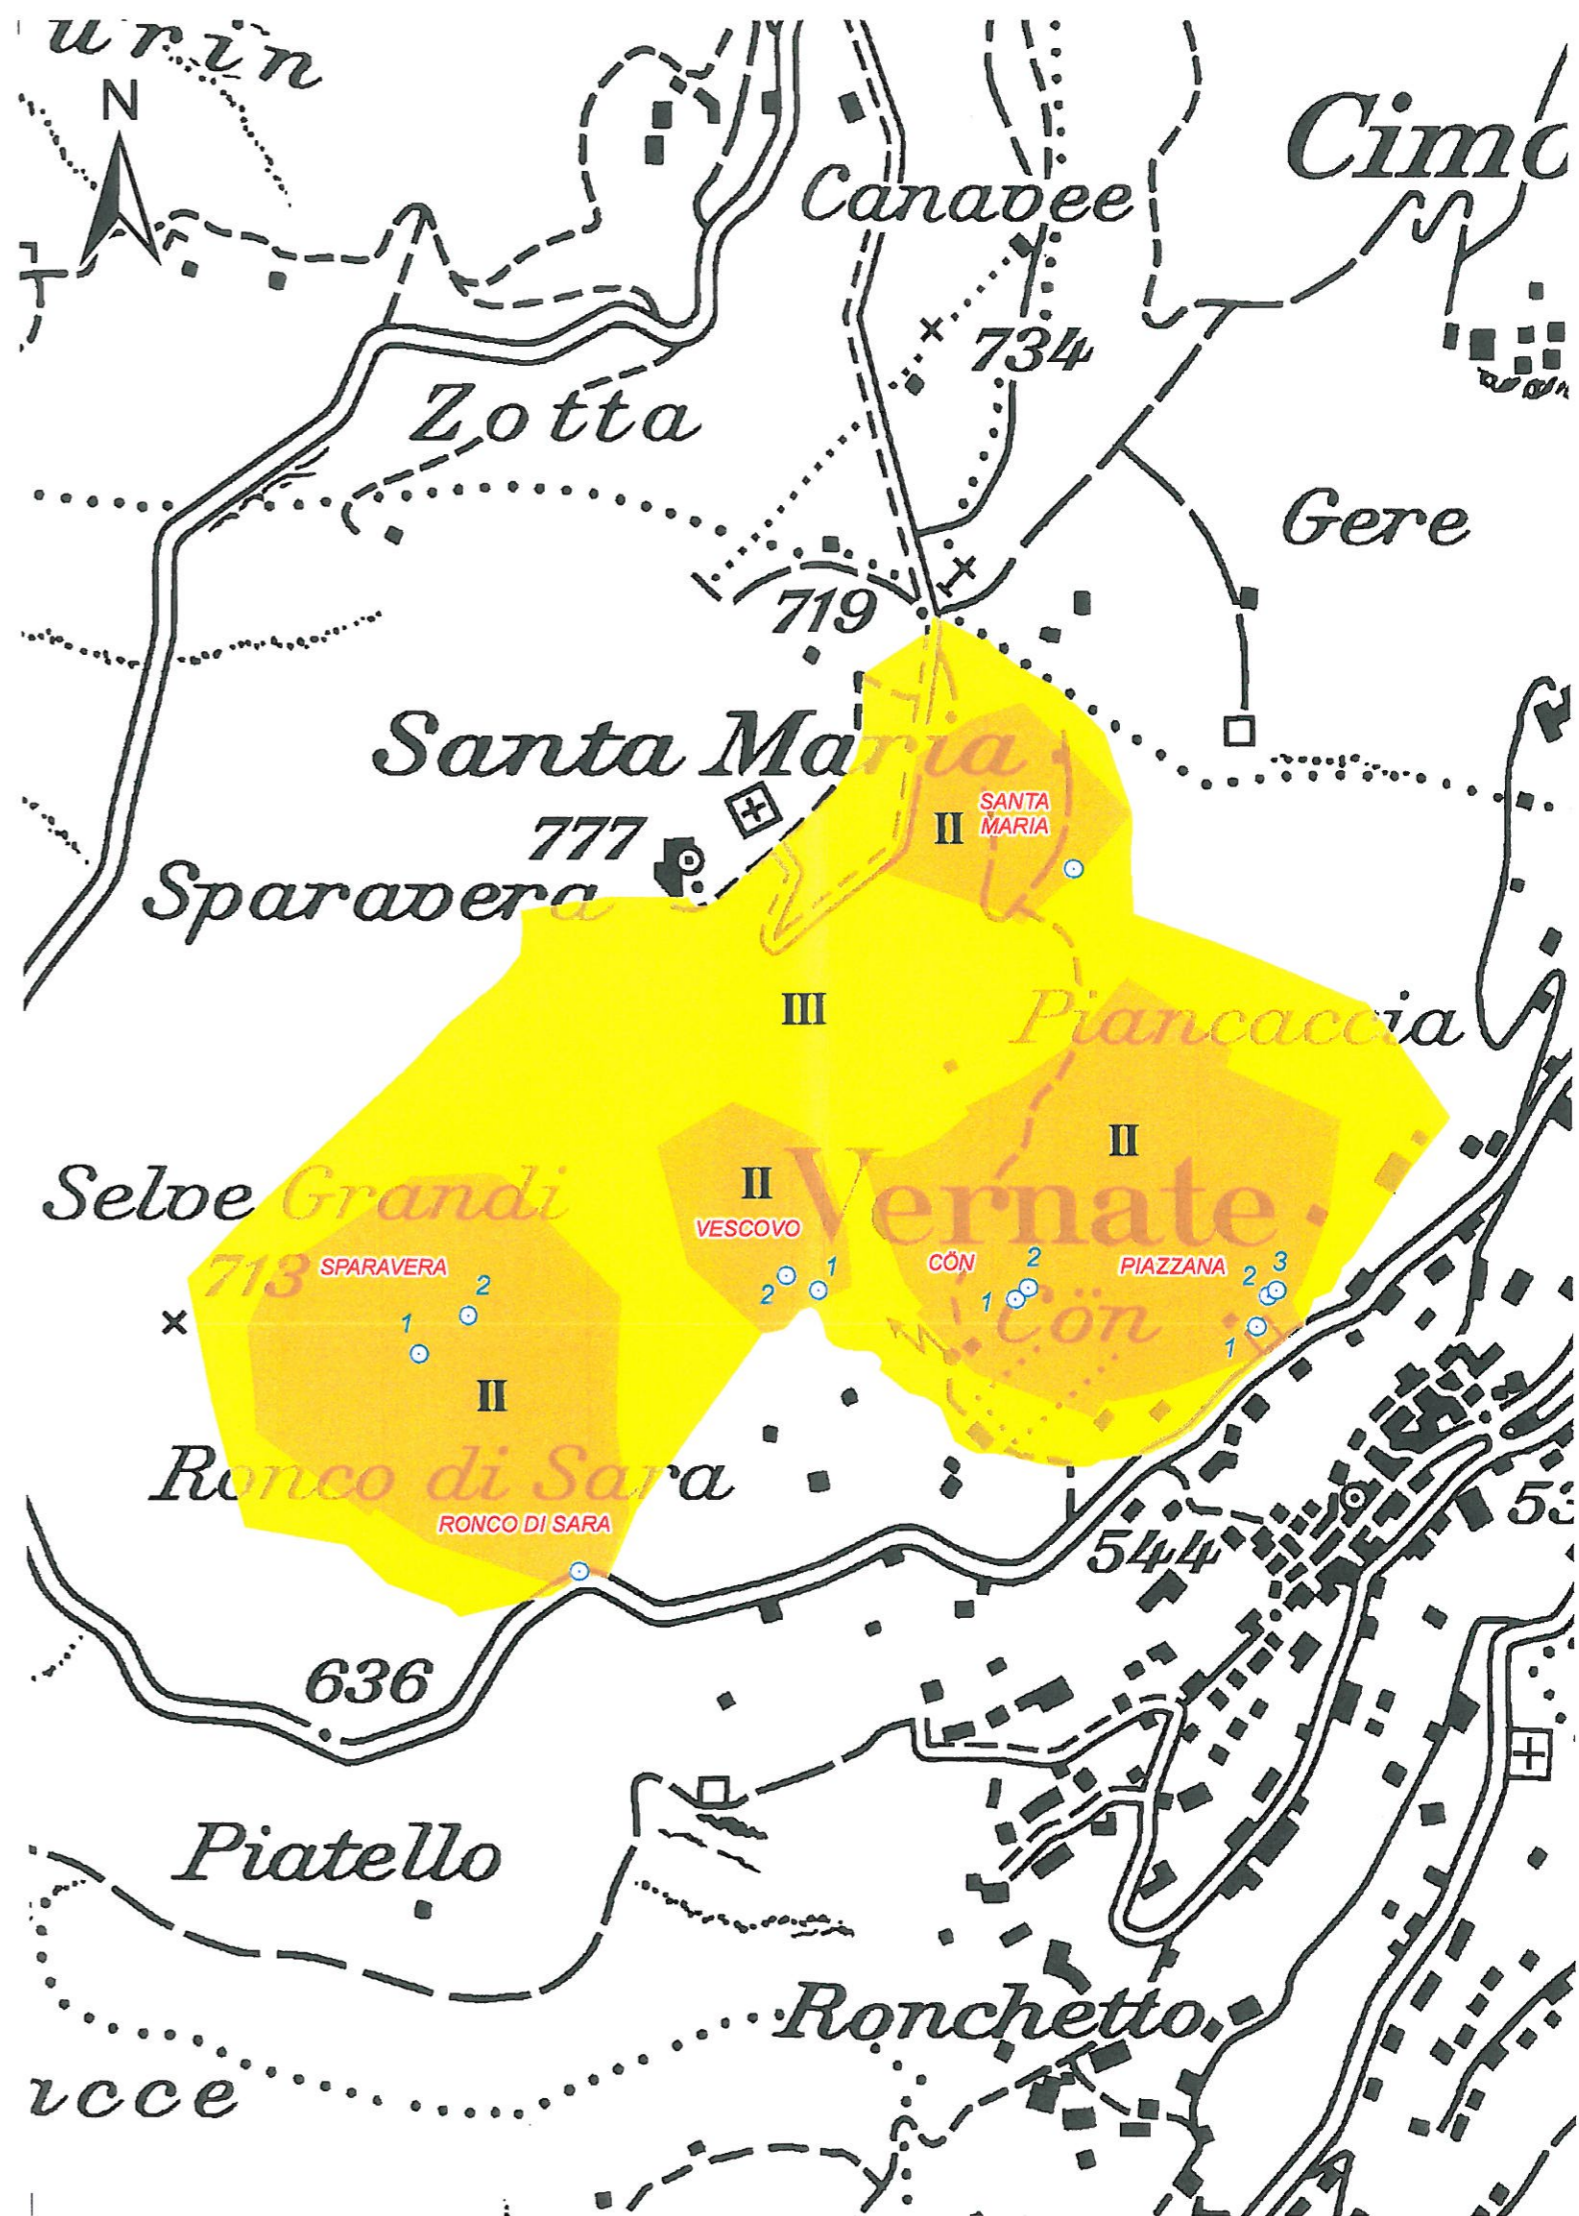 urin
N
Cimo
Canavee
734
Zotta
Gere
719
Santa Maria
SANTA
MARIA
II
777
Sparavera
III
Piancaccia
II
Vernate
II
VESCOVO
2
1
Selve Grandi
713
SPARAVERA
1
2
CÖN
2
1
Cön
PIAZZANA
2
3
1
II
Ronco di Sara
RONCO DI SARA
544
53
636
Piatello
Ronchetto
icce